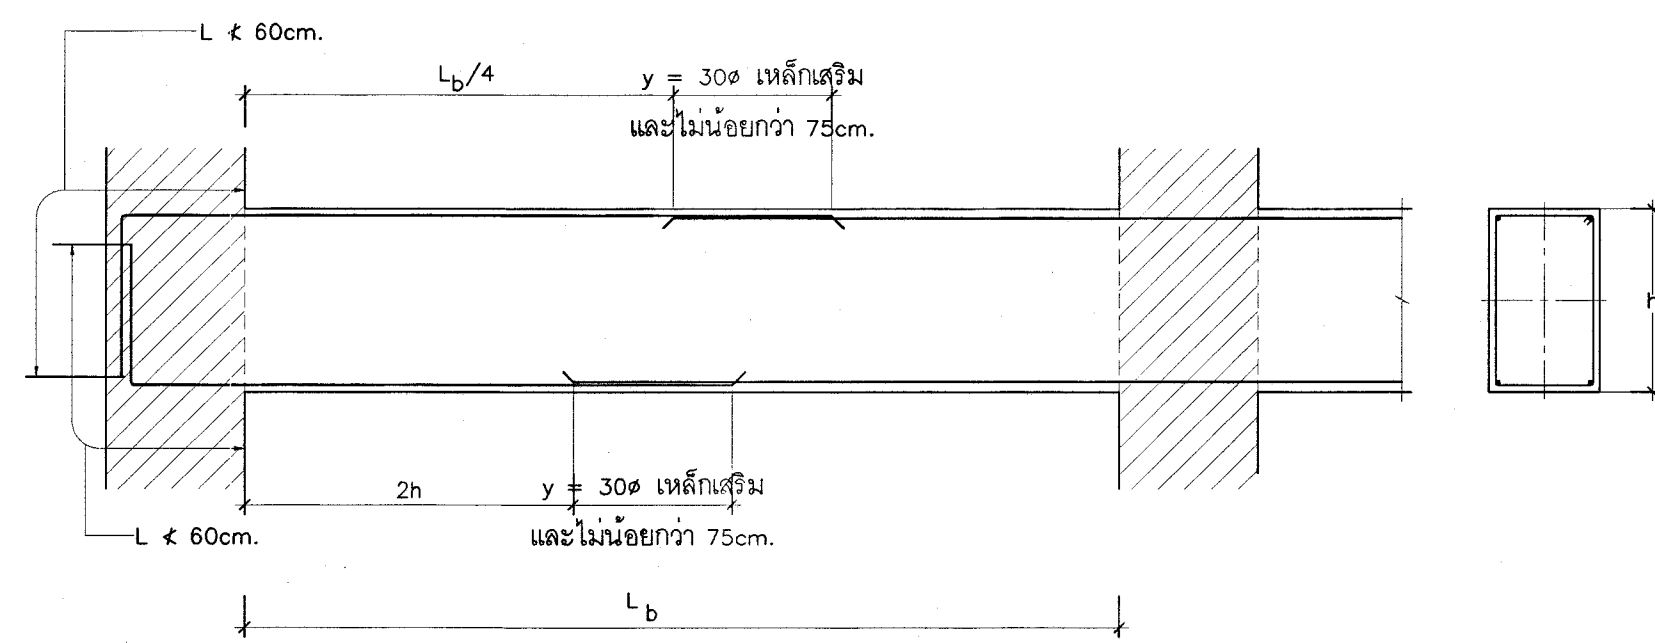 L ≮ 60cm.
L_b/4
y = 30ø เหล็กเสริม
และไม่น้อยกว่า 75cm.
h
2h
y = 30ø เหล็กเสริม
และไม่น้อยกว่า 75cm.
L ≮ 60cm.
L_b